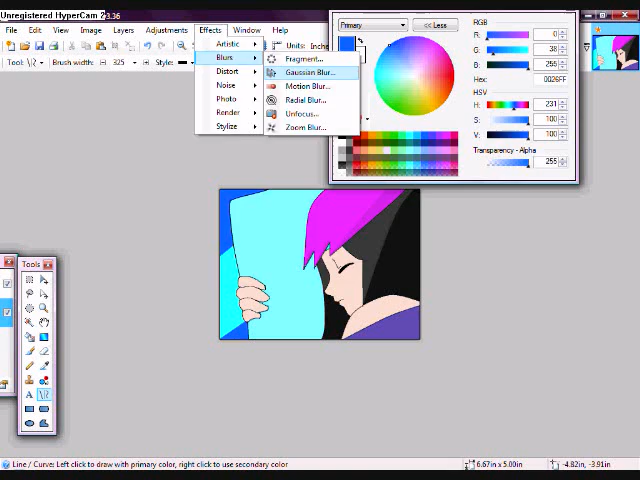 Unregistered HyperCam 2
3.36
File Edit View Image Layers Adjustments Effects Window Help
Units: Inches
Tool: Brush width: 325 Style:
Artistic
Blurs
Distort
Noise
Photo
Render
Stylize
Fragment...
Gaussian Blur...
Motion Blur...
Radial Blur...
Unfocus...
Zoom Blur...
Primary
<< Less
RGB
R: 0
G: 38
B: 255
Hex: 0026FF
HSV
H: 231
S: 100
V: 100
Transparency - Alpha
255
Tools
Line / Curve: Left click to draw with primary color, right click to use secondary color
6.67in x 5.00in
-4.82in, -3.91in